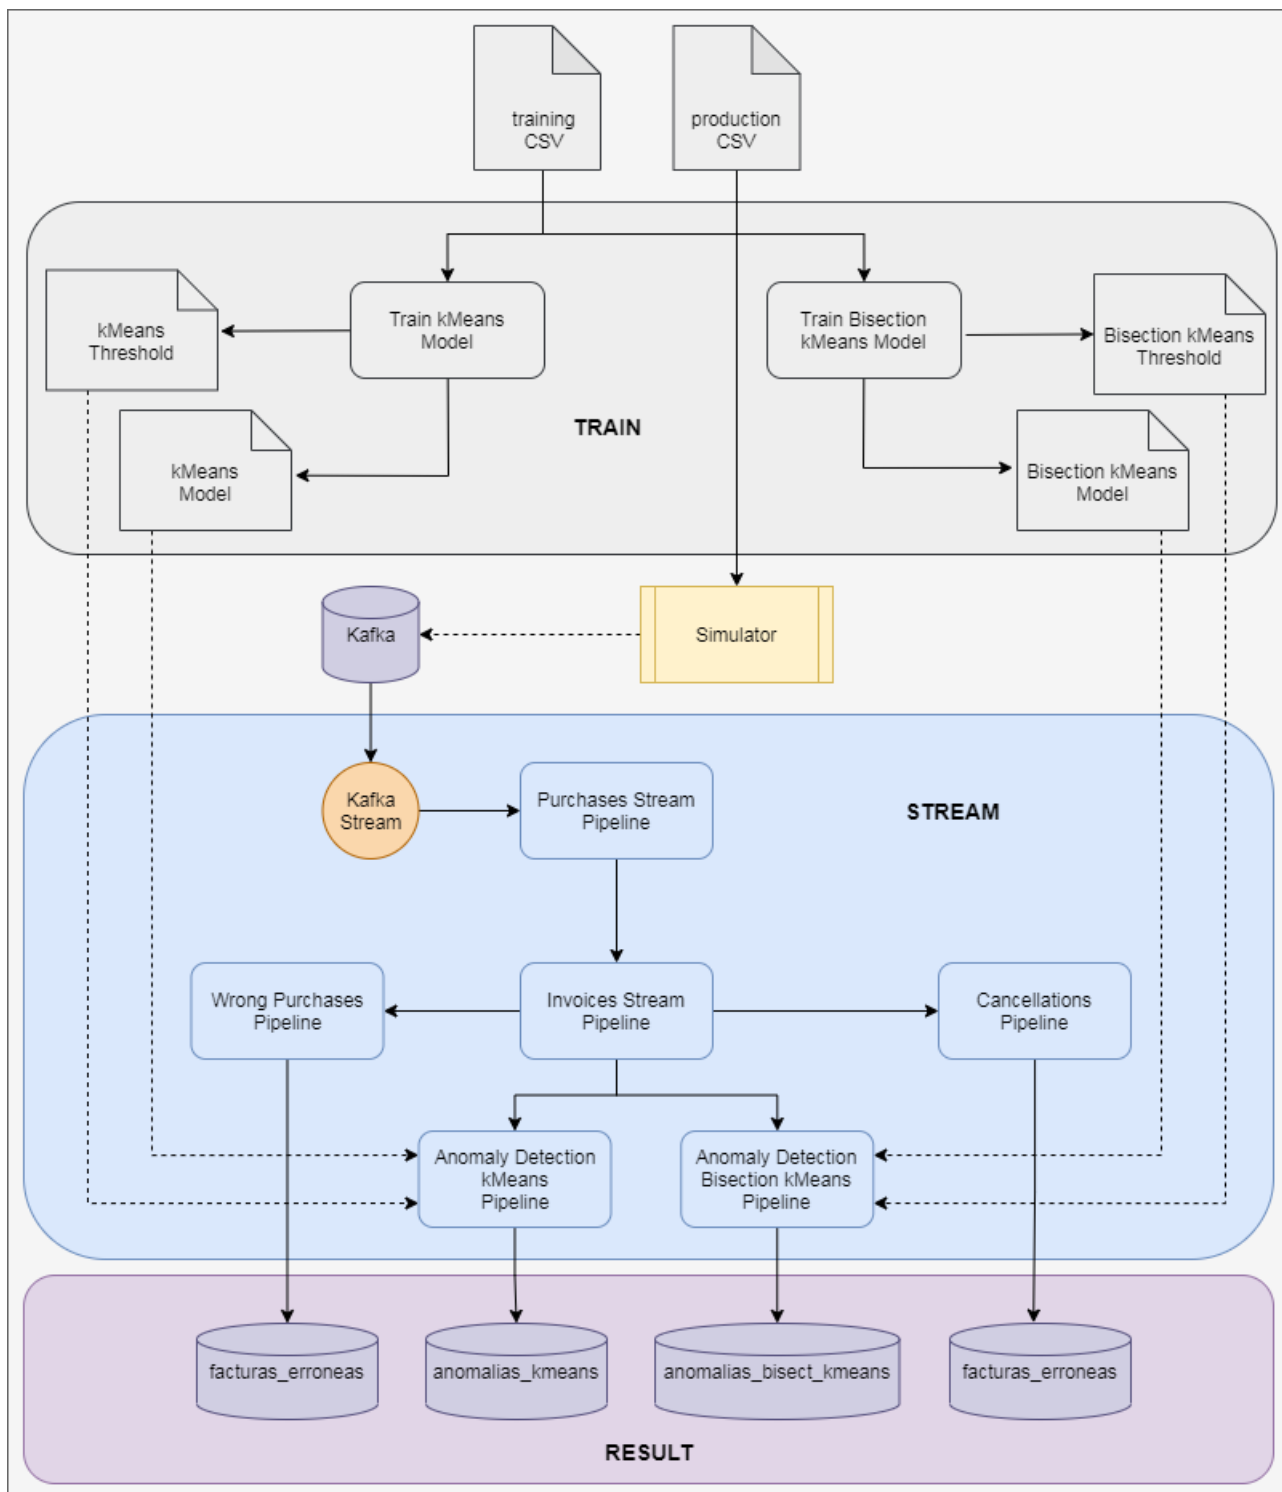 training
CSV
production
CSV
Train kMeans
Model
Train Bisection
kMeans Model
kMeans
Threshold
Bisection kMeans
Threshold
TRAIN
kMeans
Model
Bisection kMeans
Model
Kafka
Simulator
Kafka
Stream
Purchases Stream
Pipeline
STREAM
Wrong Purchases
Pipeline
Invoices Stream
Pipeline
Cancellations
Pipeline
Anomaly Detection
kMeans
Pipeline
Anomaly Detection
Bisection kMeans
Pipeline
facturas_erroneas
anomalias_kmeans
anomalias_bisect_kmeans
facturas_erroneas
RESULT